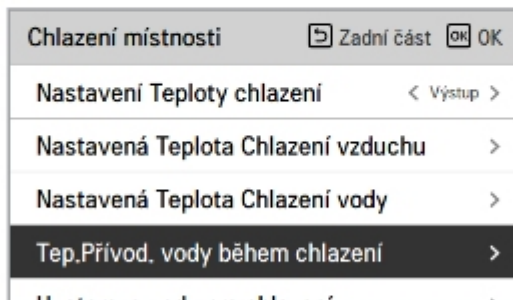 Chlazení místnosti Zadní část OK OK
Nastavení Teploty chlazení < Výstup >
Nastavená Teplota Chlazení vzduchu >
Nastavená Teplota Chlazení vody >
Tep.Přívod. vody během chlazení >